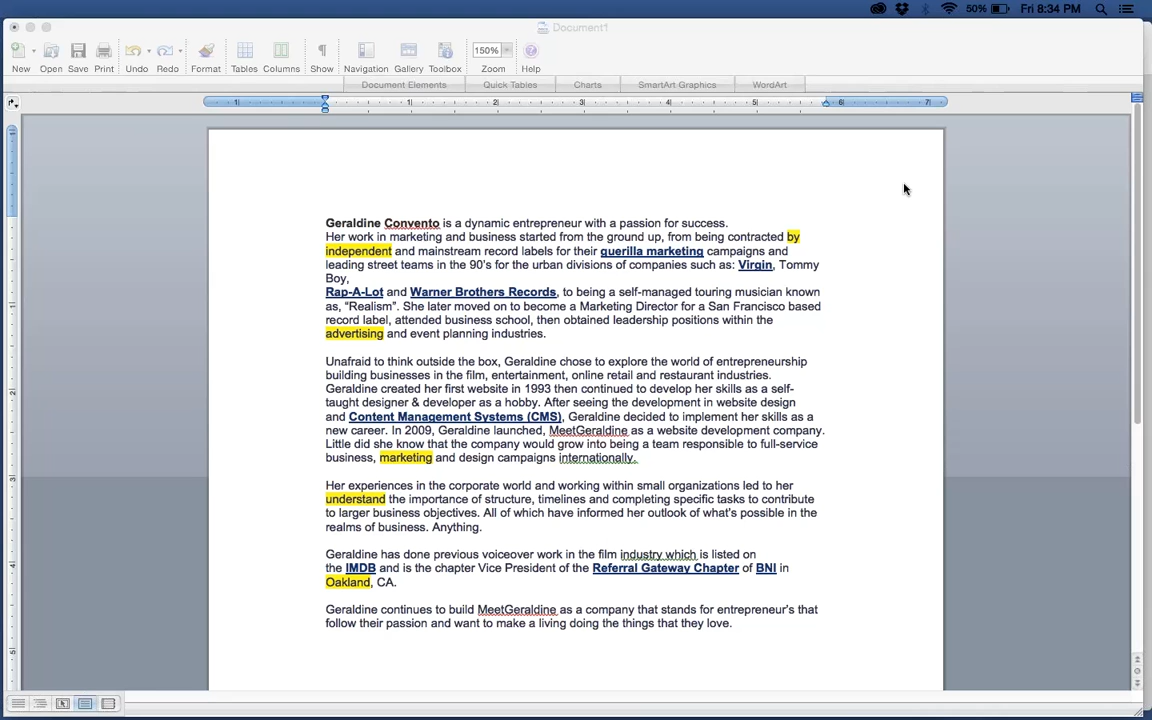 50% Fri 8:34 PM
Document1
150%
New Open Save Print Undo Redo Format Tables Columns Show Navigation Gallery Toolbox Zoom Help
Document Elements Quick Tables Charts SmartArt Graphics WordArt
1 1 2 3 4 5 6 7
Geraldine Convento is a dynamic entrepreneur with a passion for success.
Her work in marketing and business started from the ground up, from being contracted by
independent and mainstream record labels for their guerilla marketing campaigns and
leading street teams in the 90's for the urban divisions of companies such as: Virgin, Tommy
Boy,
Rap-A-Lot and Warner Brothers Records, to being a self-managed touring musician known
as, “Realism”. She later moved on to become a Marketing Director for a San Francisco based
record label, attended business school, then obtained leadership positions within the
advertising and event planning industries.
Unafraid to think outside the box, Geraldine chose to explore the world of entrepreneurship
building businesses in the film, entertainment, online retail and restaurant industries.
Geraldine created her first website in 1993 then continued to develop her skills as a self-
taught designer & developer as a hobby. After seeing the development in website design
and Content Management Systems (CMS), Geraldine decided to implement her skills as a
new career. In 2009, Geraldine launched, MeetGeraldine as a website development company.
Little did she know that the company would grow into being a team responsible to full-service
business, marketing and design campaigns internationally.
Her experiences in the corporate world and working within small organizations led to her
understand the importance of structure, timelines and completing specific tasks to contribute
to larger business objectives. All of which have informed her outlook of what's possible in the
realms of business. Anything.
Geraldine has done previous voiceover work in the film industry which is listed on
the IMDB and is the chapter Vice President of the Referral Gateway Chapter of BNI in
Oakland, CA.
Geraldine continues to build MeetGeraldine as a company that stands for entrepreneur's that
follow their passion and want to make a living doing the things that they love.